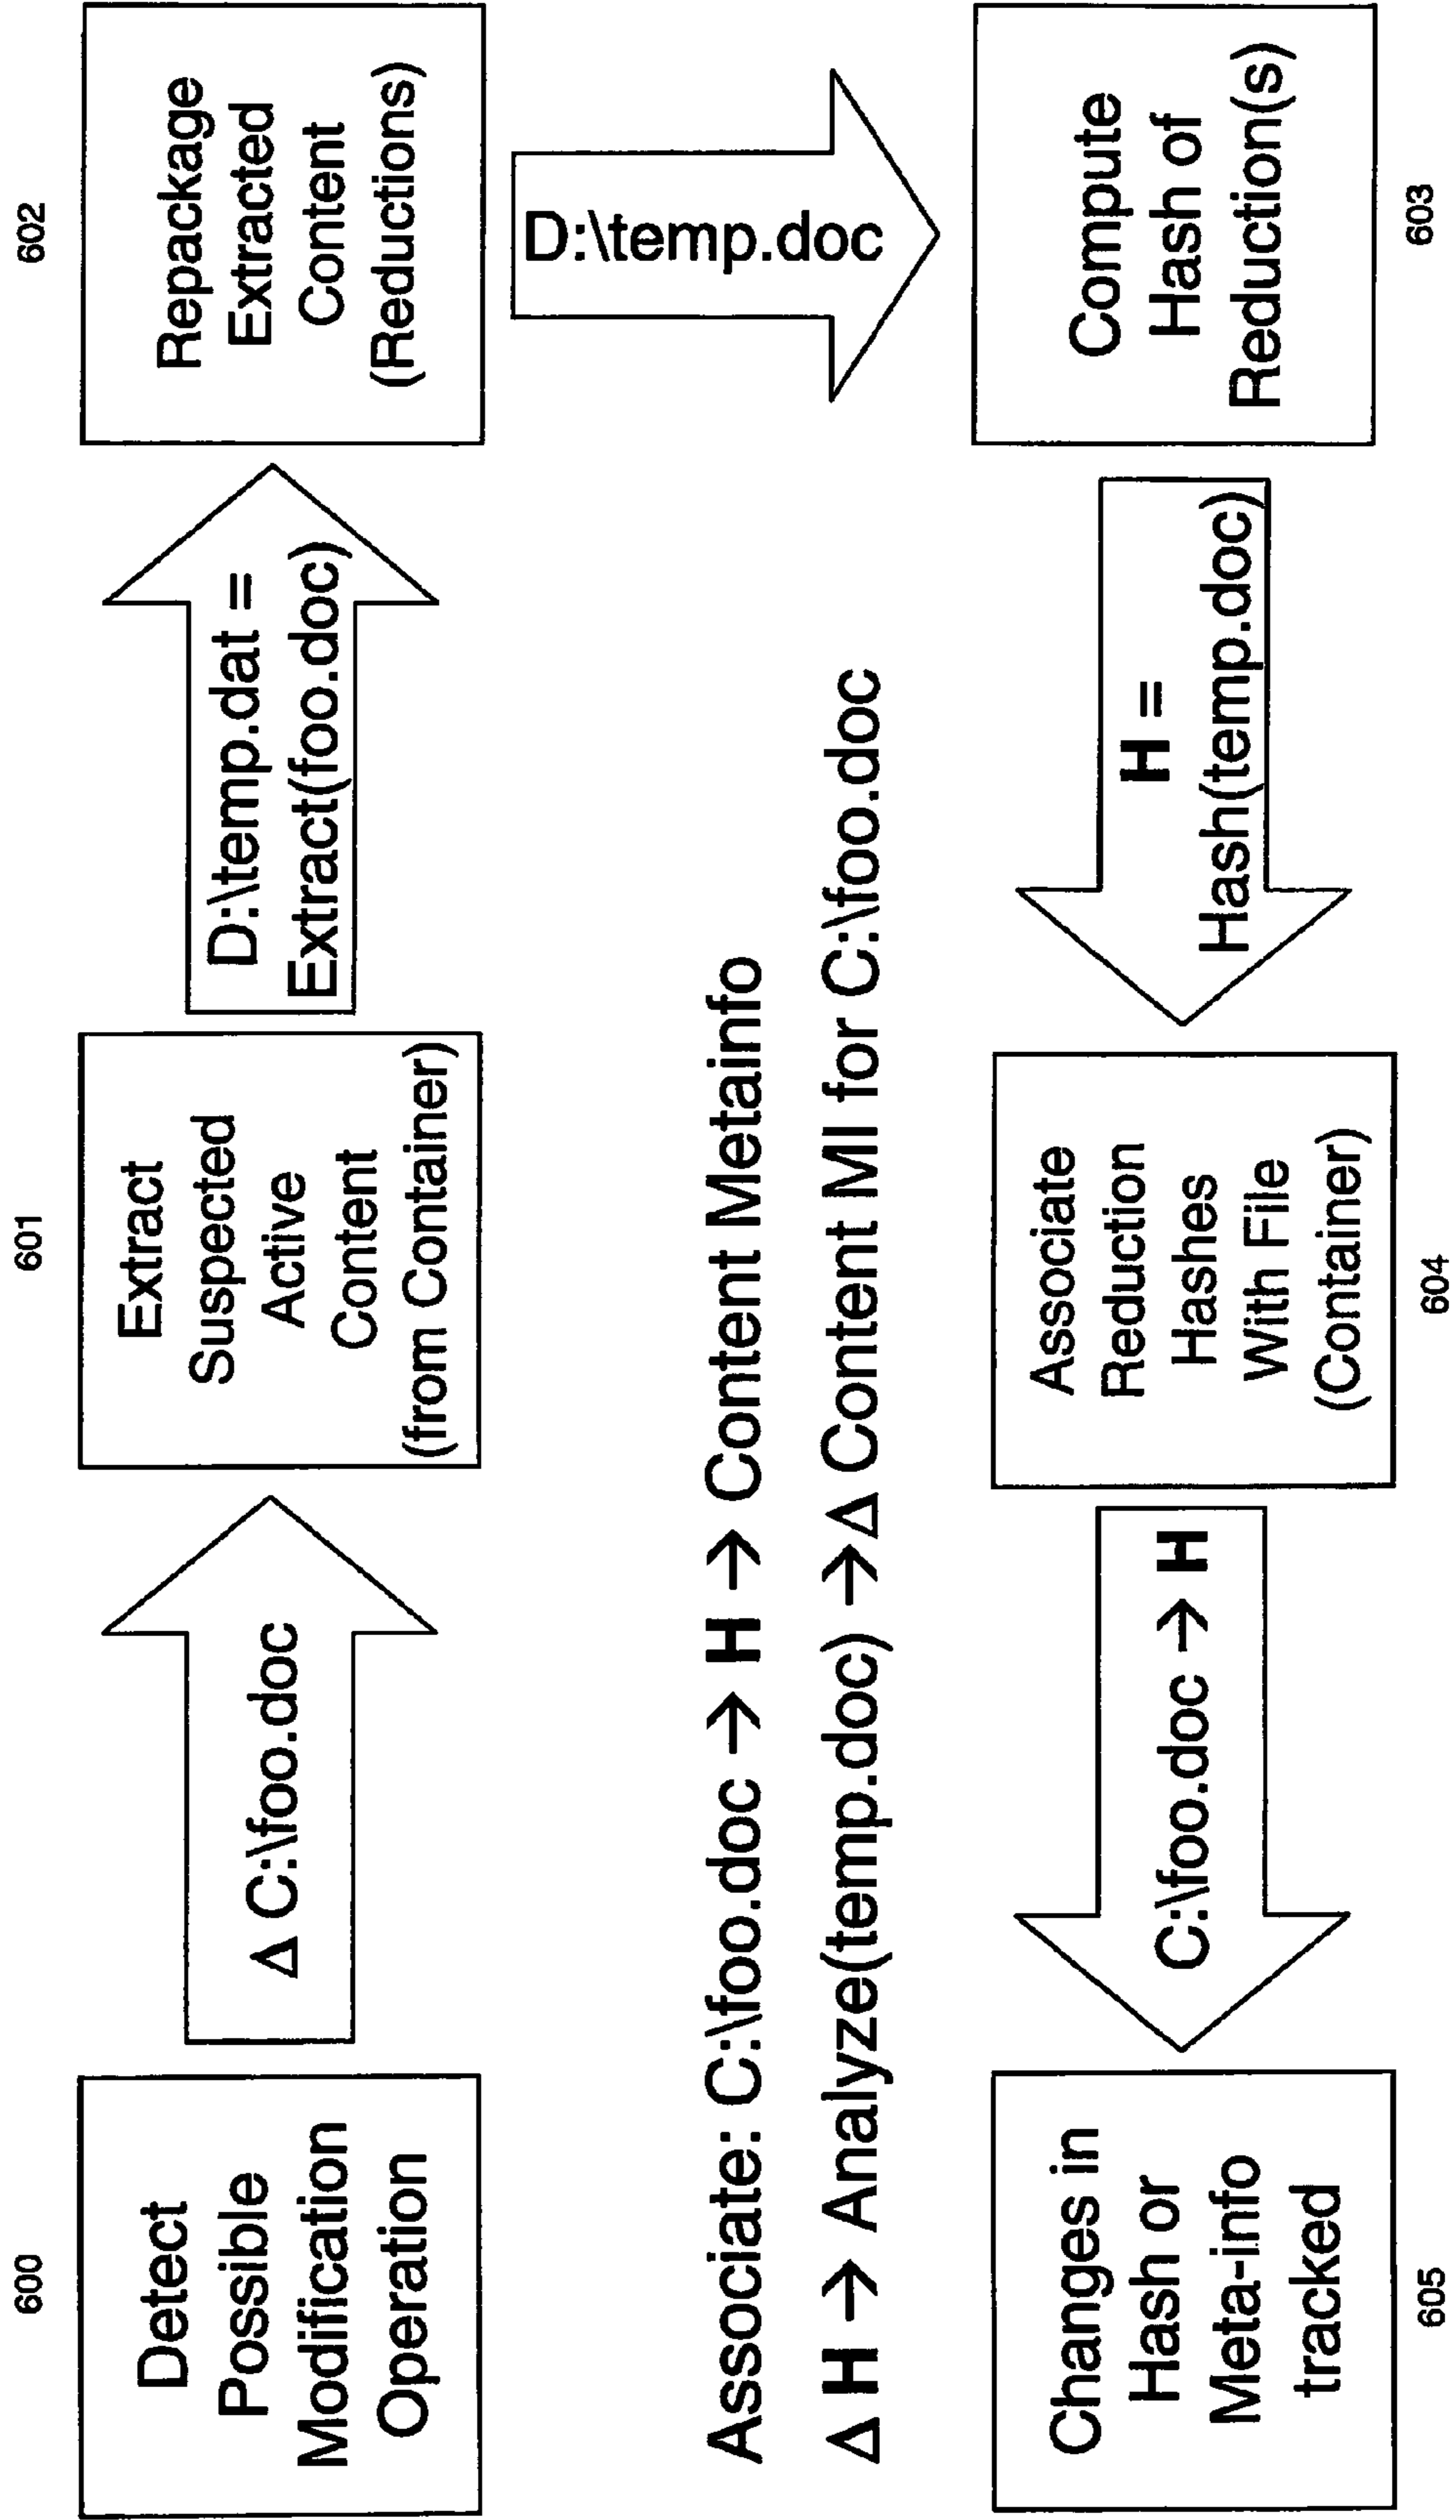 600
Detect
Possible
Modification
Operation
Δ C:\foo.doc
601
Extract
Suspected
Active
Content
(from Container)
D:\temp.dat =
Extract(foo.doc)
602
Repackage
Extracted
Content
(Reductions)
D:\temp.doc
Associate: C:\foo.doc → H → Content Metainfo
Δ H → Analyze(temp.doc) →Δ Content MI for C:\foo.doc
Compute
Hash of
Reduction(s)
603
H =
Hash(temp.doc)
Associate
Reduction
Hashes
With File
(Container)
604
C:\foo.doc → H
Changes in
Hash or
Meta-info
tracked
605